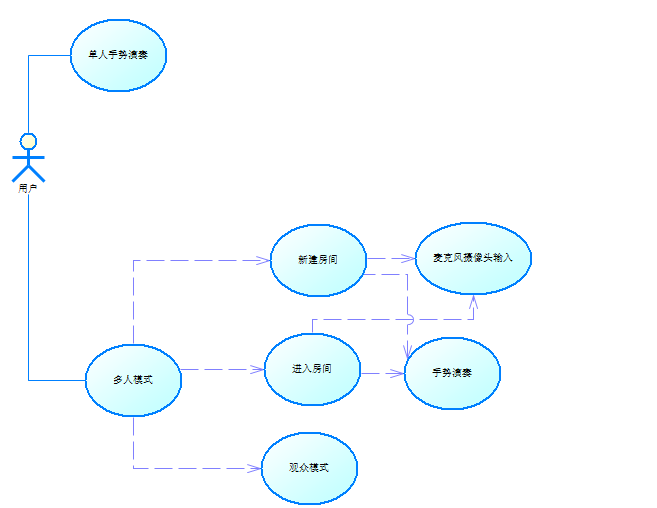 单人手势演奏
用户
新建房间
麦克风摄像头输入
进入房间
手势演奏
多人模式
观众模式